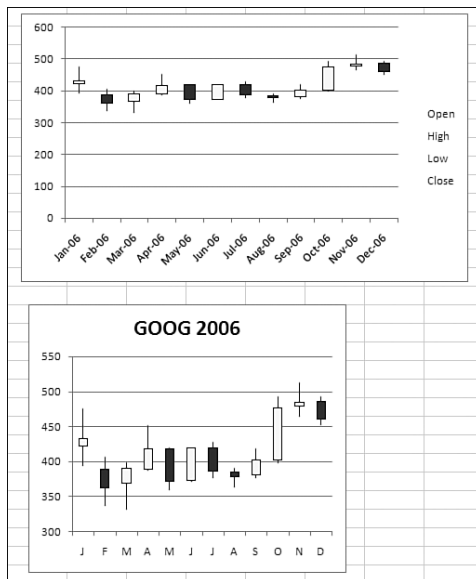 600
500
400
300
200
100
0
Jan-06 Feb-06 Mar-06 Apr-06 May-06 Jun-06 Jul-06 Aug-06 Sep-06 Oct-06 Nov-06 Dec-06
Open
High
Low
Close
GOOG 2006
550
500
450
400
350
300
J F M A M J J A S O N D